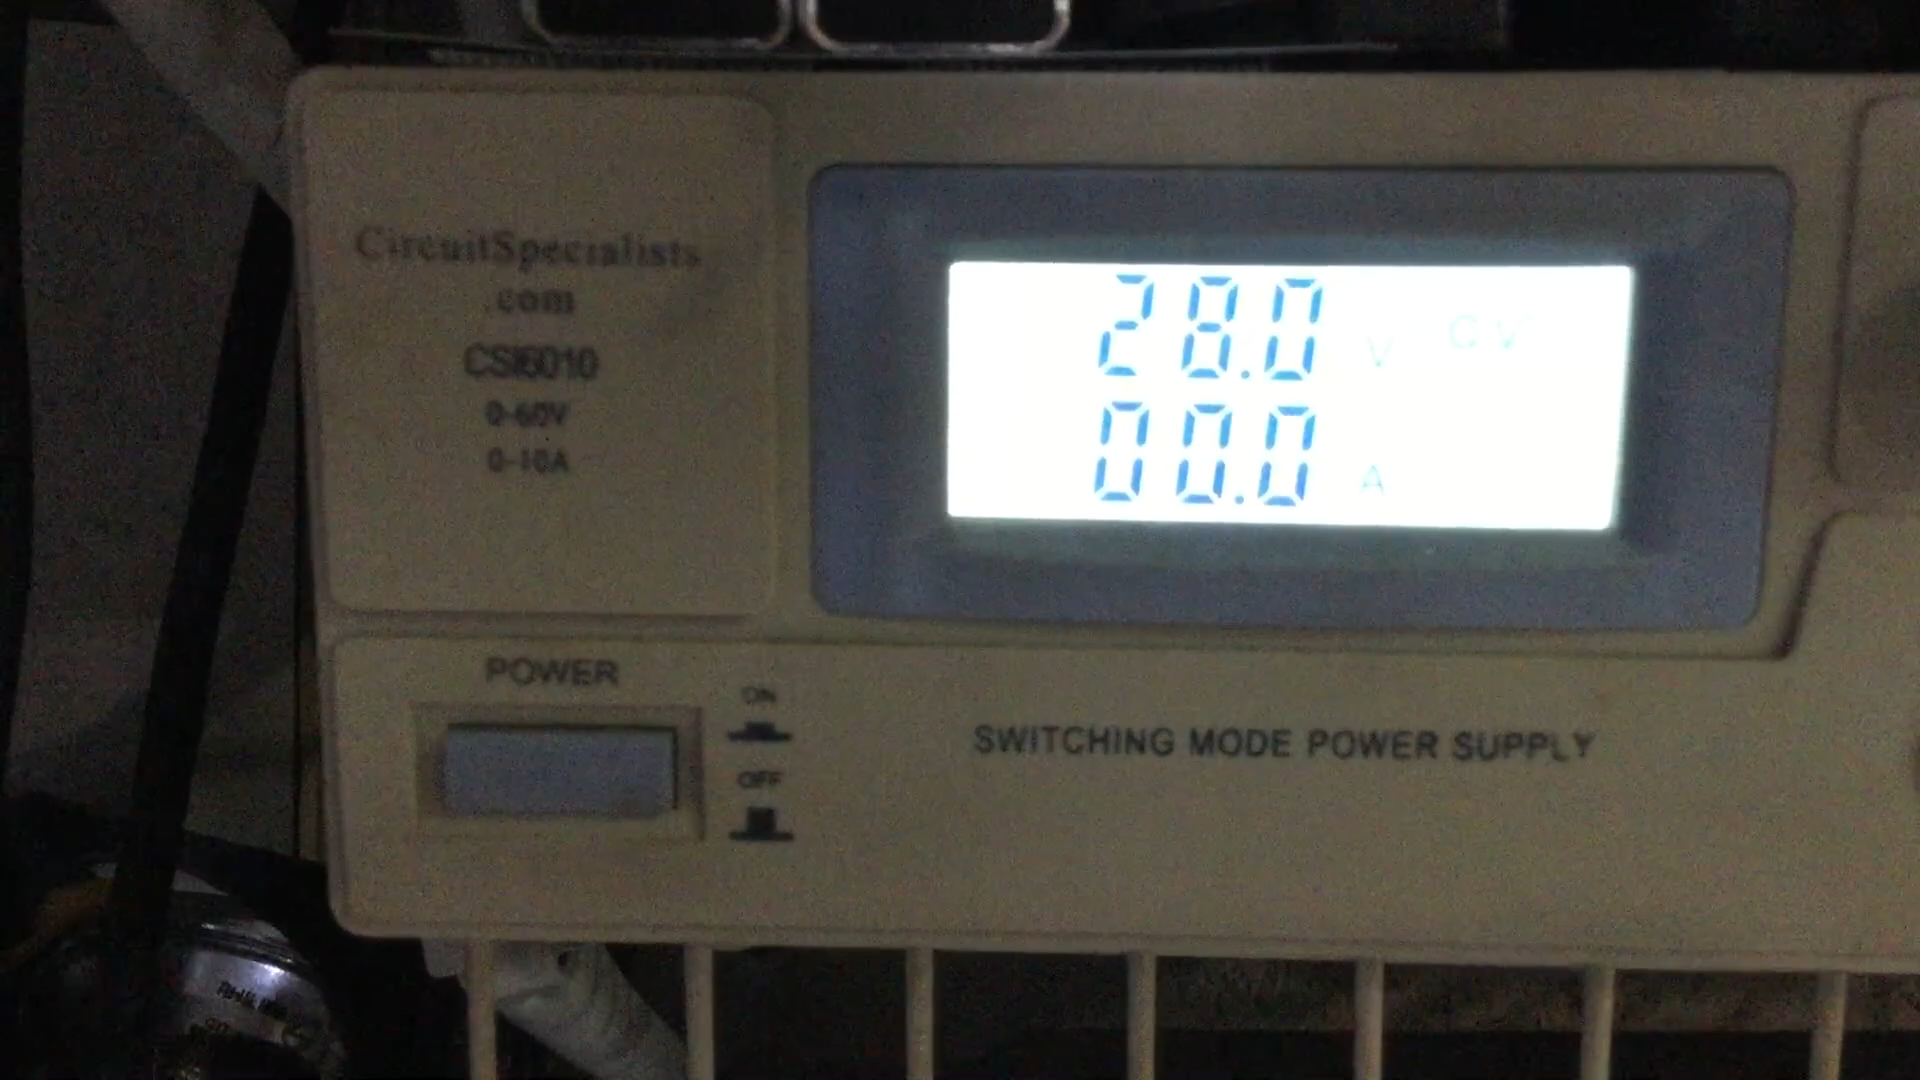 CircuitSpecialists
.com
CSI6010
0-60V
0-10A
28.0 V CV
00.0 A
POWER
ON
OFF
SWITCHING MODE POWER SUPPLY